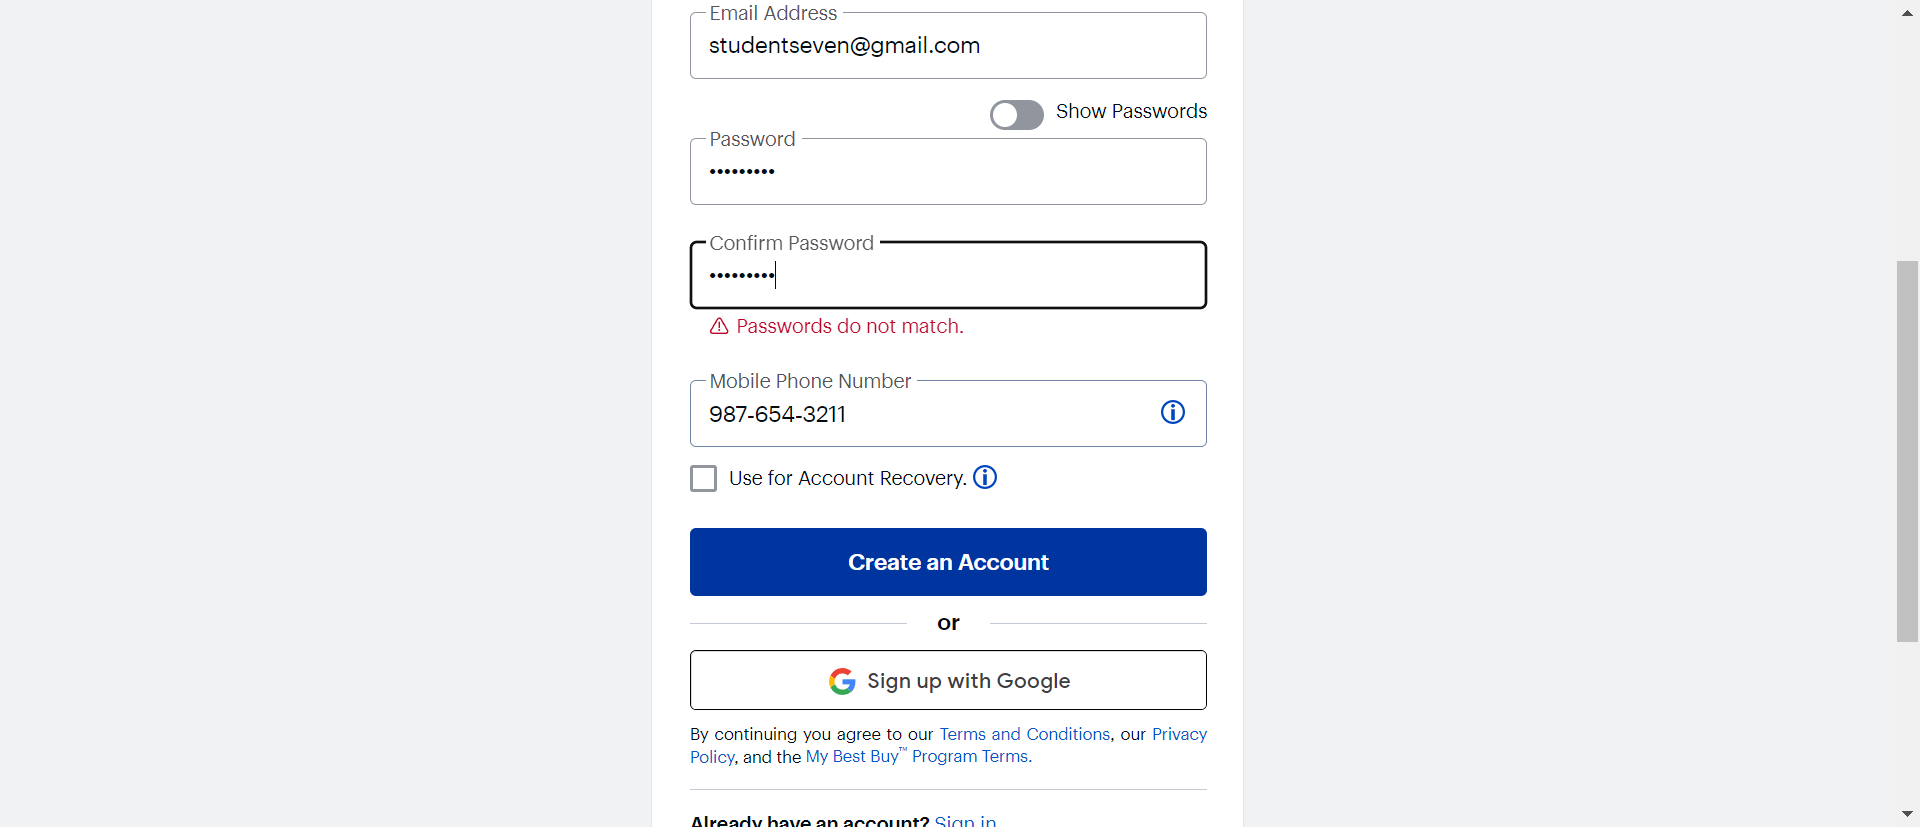 Email Address
studentseven@gmail.com
Show Passwords
Password
•••••••••
Confirm Password
•••••••••
Passwords do not match.
Mobile Phone Number
987-654-3211
Use for Account Recovery.
Create an Account
or
Sign up with Google
By continuing you agree to our Terms and Conditions, our Privacy
Policy, and the My Best Buy™ Program Terms.
Already have an account? Sign in